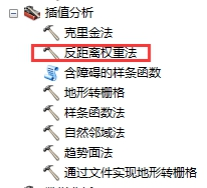 插值分析
克里金法
反距离权重法
含障碍的样条函数
地形转栅格
样条函数法
自然邻域法
趋势面法
通过文件实现地形转栅格